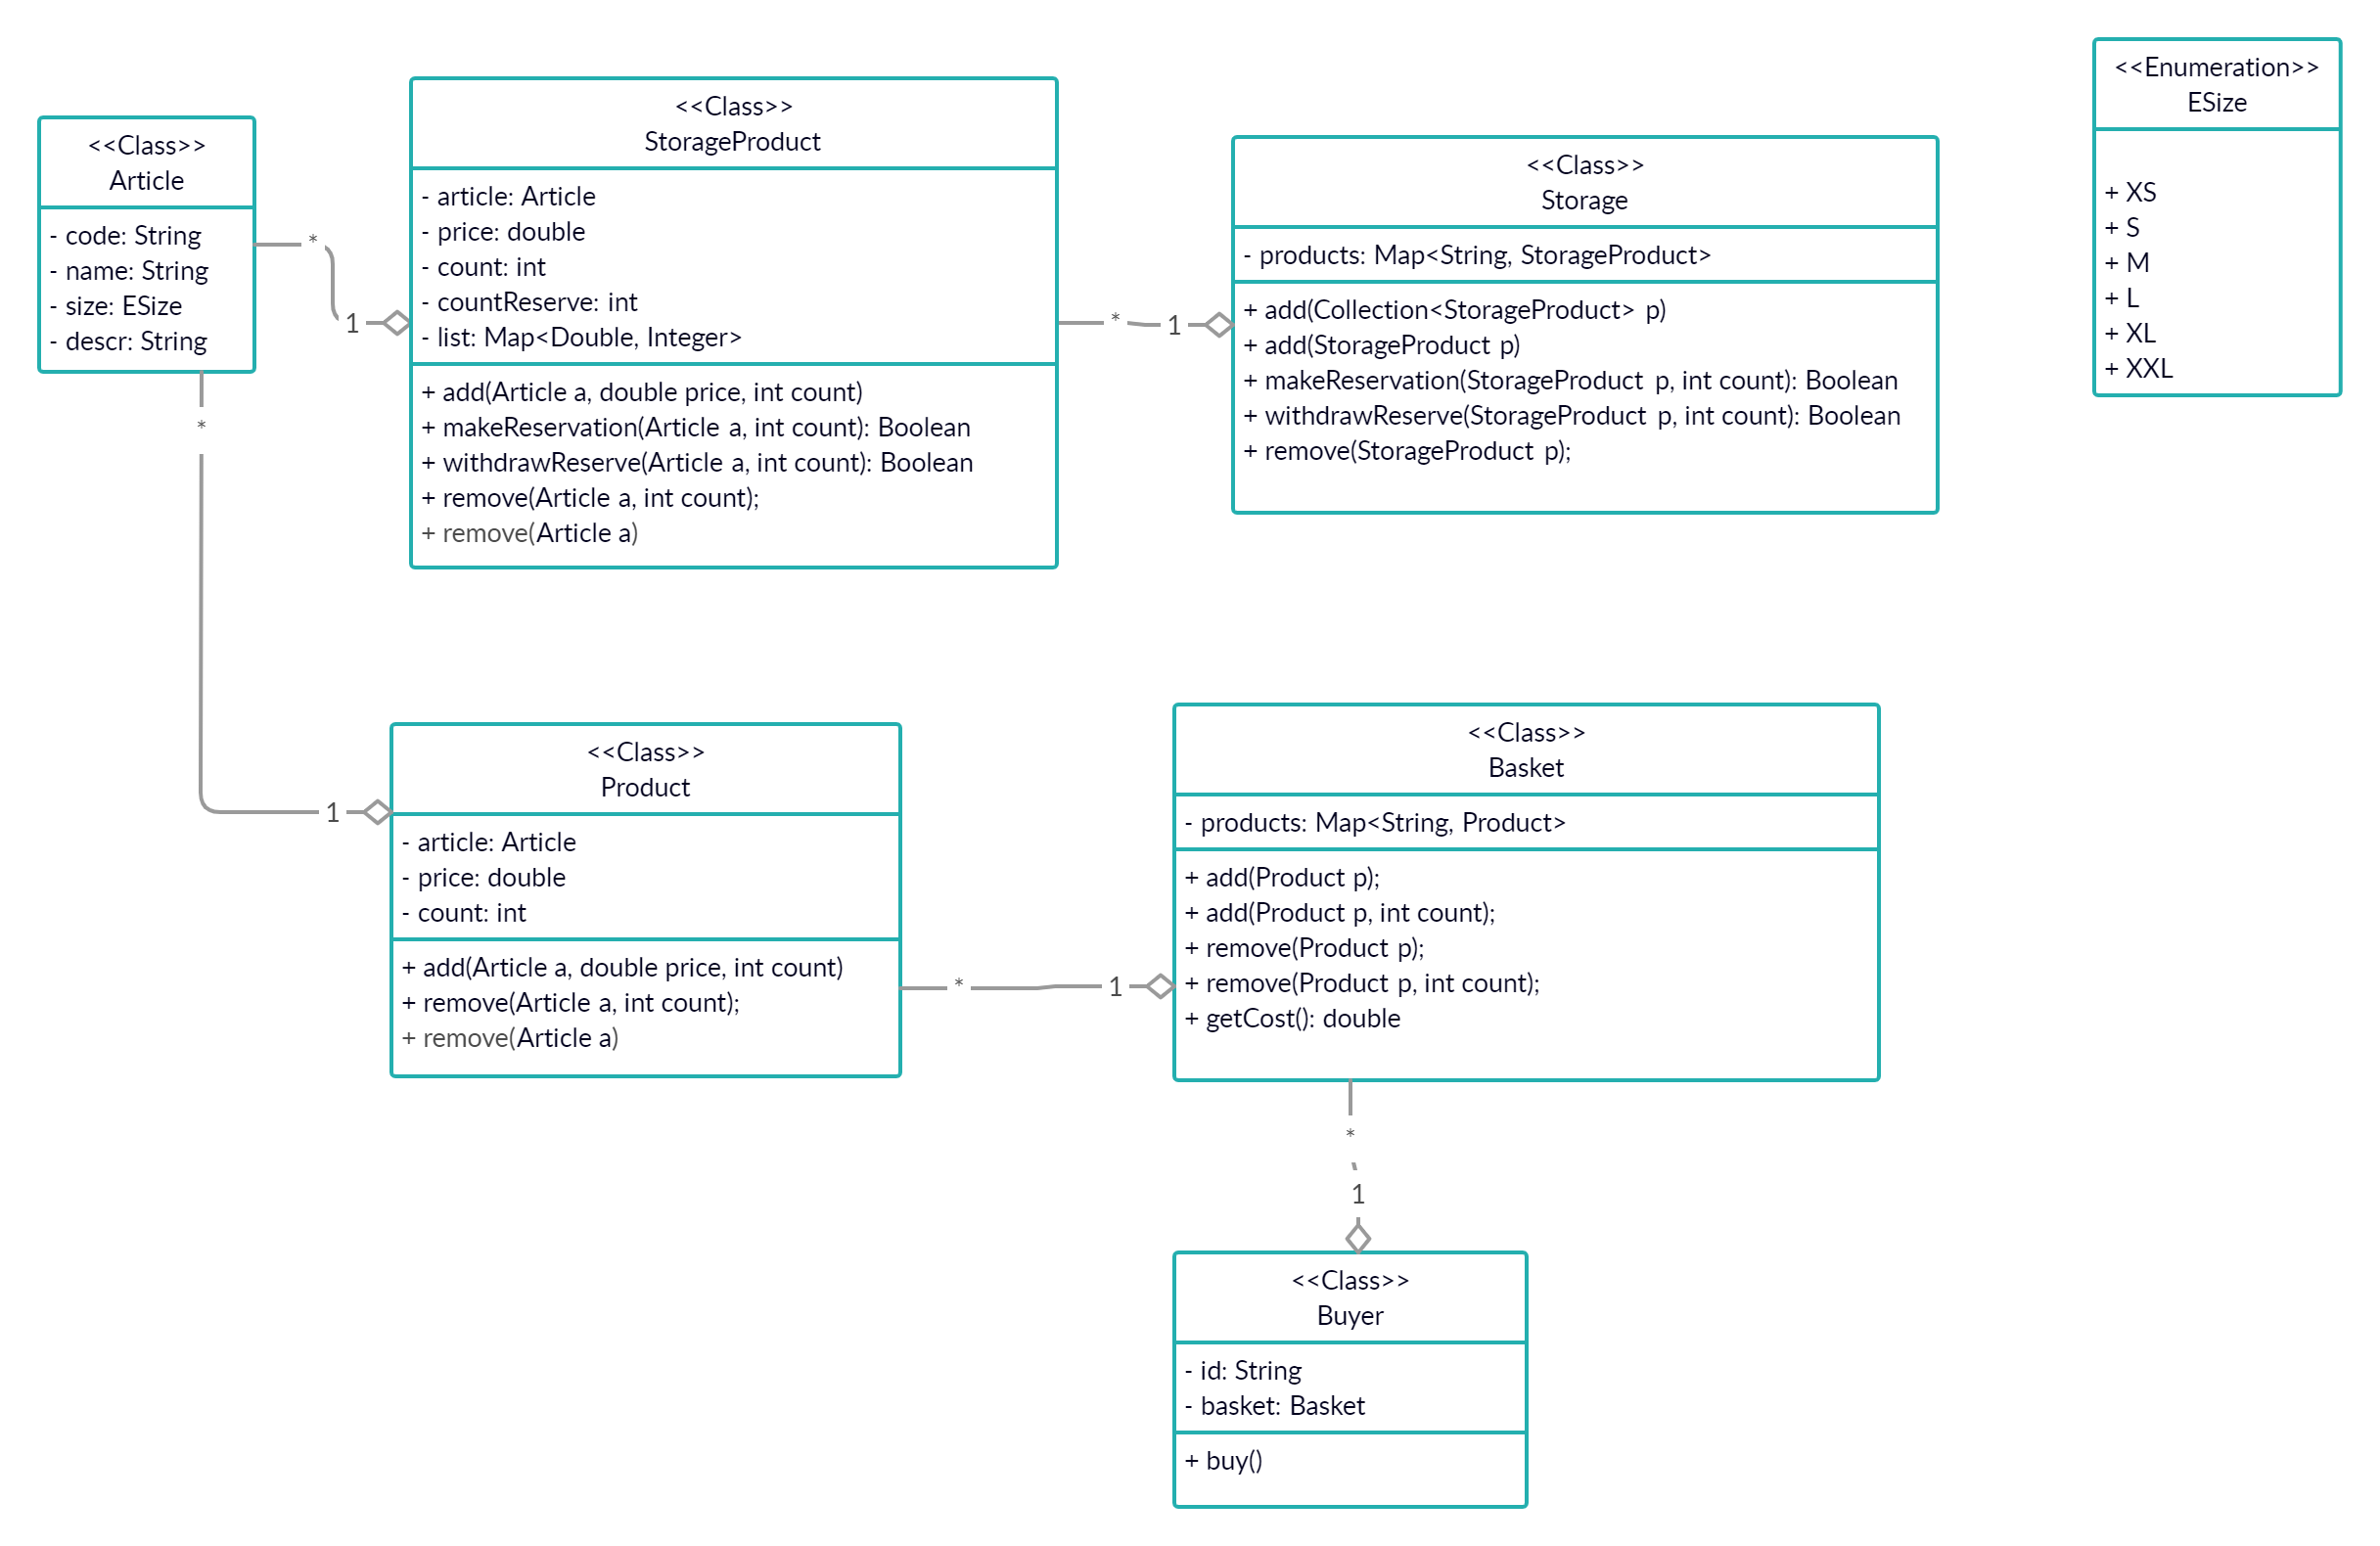 <<Class>>
Article
- code: String
- name: String
- size: ESize
- descr: String
*
1
*
1
<<Class>>
StorageProduct
- article: Article
- price: double
- count: int
- countReserve: int
- list: Map<Double, Integer>
+ add(Article a, double price, int count)
+ makeReservation(Article a, int count): Boolean
+ withdrawReserve(Article a, int count): Boolean
+ remove(Article a, int count);
+ remove(Article a)
*
1
<<Class>>
Storage
- products: Map<String, StorageProduct>
+ add(Collection<StorageProduct> p)
+ add(StorageProduct p)
+ makeReservation(StorageProduct p, int count): Boolean
+ withdrawReserve(StorageProduct p, int count): Boolean
+ remove(StorageProduct p);
<<Enumeration>>
ESize
+ XS
+ S
+ M
+ L
+ XL
+ XXL
<<Class>>
Product
- article: Article
- price: double
- count: int
+ add(Article a, double price, int count)
+ remove(Article a, int count);
+ remove(Article a)
*
1
<<Class>>
Basket
- products: Map<String, Product>
+ add(Product p);
+ add(Product p, int count);
+ remove(Product p);
+ remove(Product p, int count);
+ getCost(): double
*
1
<<Class>>
Buyer
- id: String
- basket: Basket
+ buy()